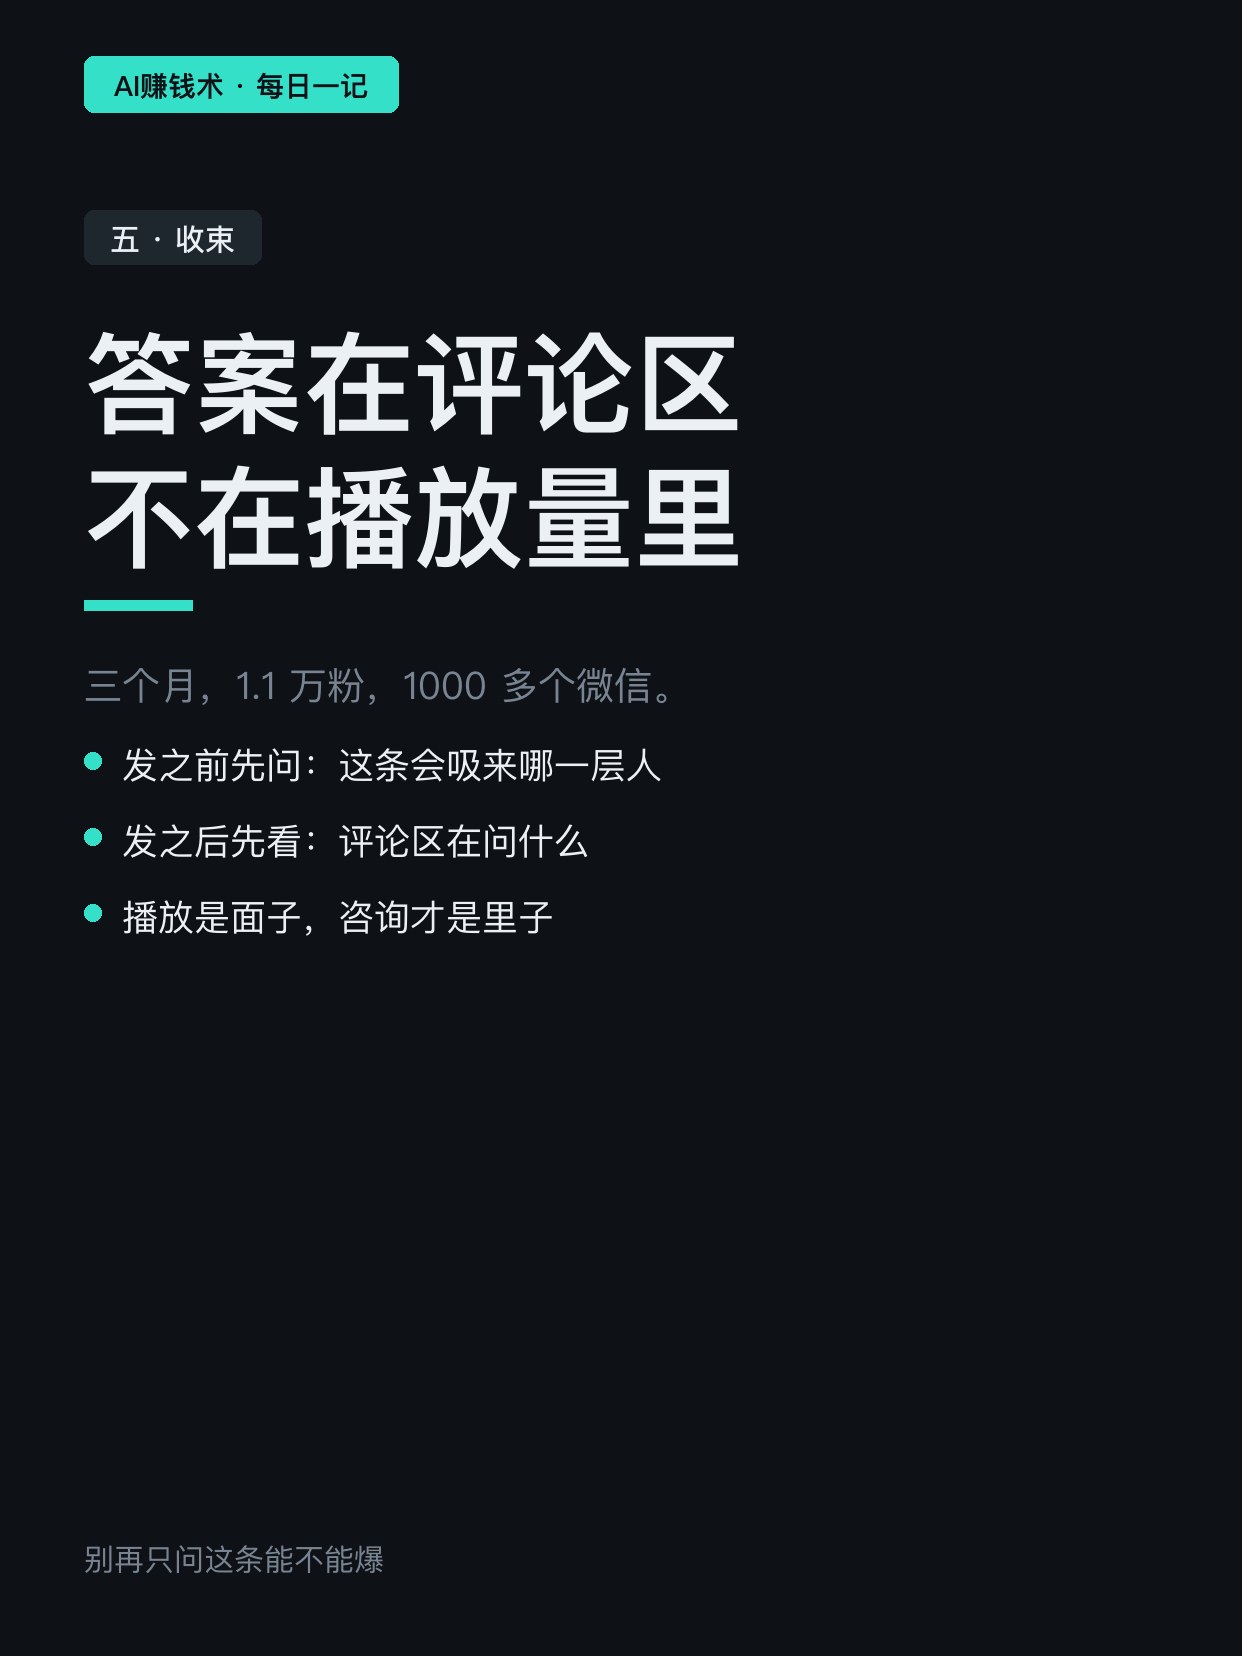 AI赚钱术 · 每日一记
五 · 收束
答案在评论区
不在播放量里
三个月，1.1 万粉，1000 多个微信。
发之前先问：这条会吸来哪一层人
发之后先看：评论区在问什么
播放是面子，咨询才是里子
别再只问这条能不能爆